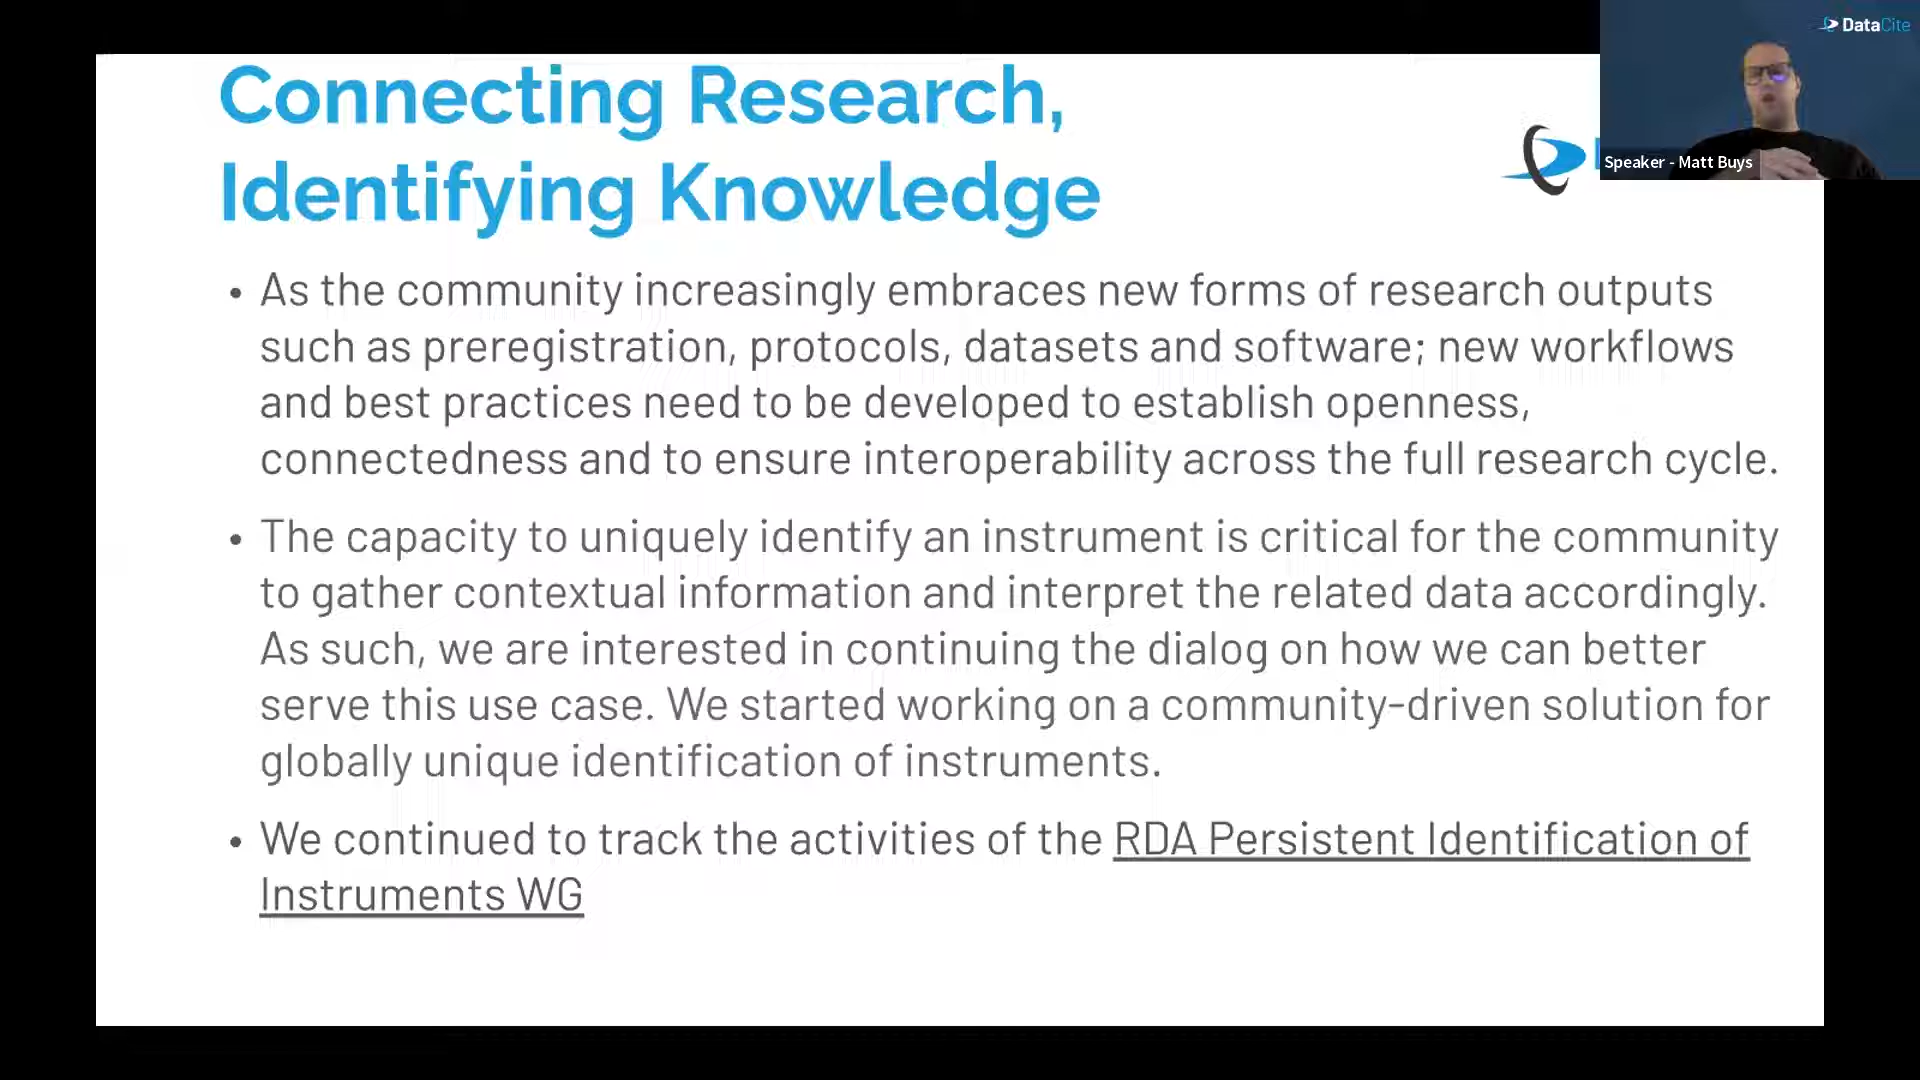 DataCite
Speaker - Matt Buys
Connecting Research,
Identifying Knowledge
• As the community increasingly embraces new forms of research outputs
such as preregistration, protocols, datasets and software; new workflows
and best practices need to be developed to establish openness,
connectedness and to ensure interoperability across the full research cycle.
• The capacity to uniquely identify an instrument is critical for the community
to gather contextual information and interpret the related data accordingly.
As such, we are interested in continuing the dialog on how we can better
serve this use case. We started working on a community-driven solution for
globally unique identification of instruments.
• We continued to track the activities of the RDA Persistent Identification of
Instruments WG